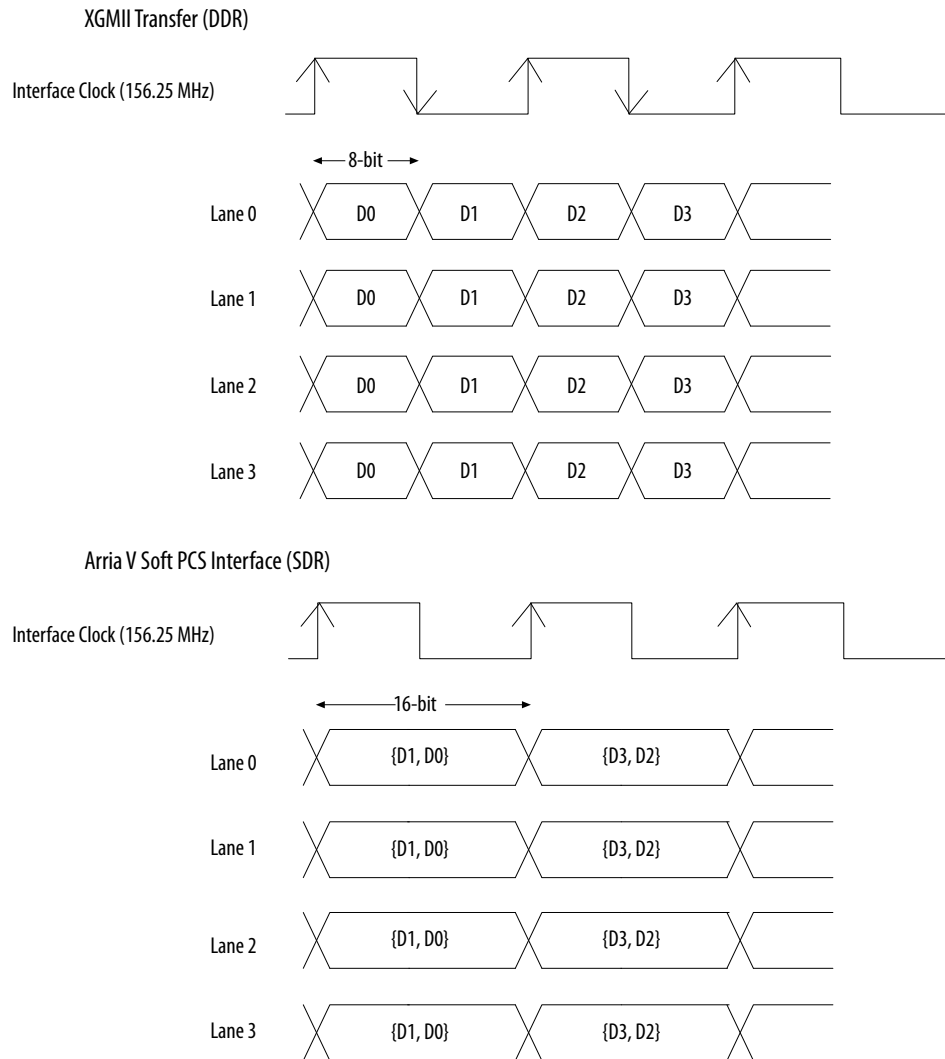 XGMII Transfer (DDR)
Interface Clock (156.25 MHz)
8-bit
Lane 0 D0 D1 D2 D3
Lane 1 D0 D1 D2 D3
Lane 2 D0 D1 D2 D3
Lane 3 D0 D1 D2 D3
Arria V Soft PCS Interface (SDR)
Interface Clock (156.25 MHz)
16-bit
Lane 0 {D1, D0} {D3, D2}
Lane 1 {D1, D0} {D3, D2}
Lane 2 {D1, D0} {D3, D2}
Lane 3 {D1, D0} {D3, D2}